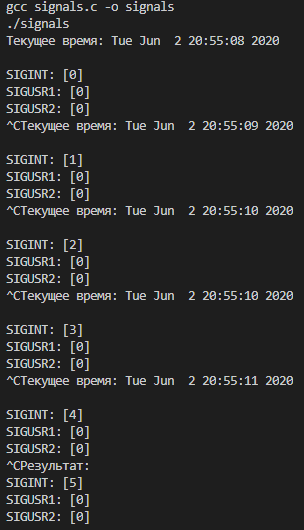 gcc signals.c -o signals
./signals
Текущее время: Tue Jun  2 20:55:08 2020
SIGINT: [0]
SIGUSR1: [0]
SIGUSR2: [0]
^CТекущее время: Tue Jun  2 20:55:09 2020
SIGINT: [1]
SIGUSR1: [0]
SIGUSR2: [0]
^CТекущее время: Tue Jun  2 20:55:10 2020
SIGINT: [2]
SIGUSR1: [0]
SIGUSR2: [0]
^CТекущее время: Tue Jun  2 20:55:10 2020
SIGINT: [3]
SIGUSR1: [0]
SIGUSR2: [0]
^CТекущее время: Tue Jun  2 20:55:11 2020
SIGINT: [4]
SIGUSR1: [0]
SIGUSR2: [0]
^CРезультат:
SIGINT: [5]
SIGUSR1: [0]
SIGUSR2: [0]